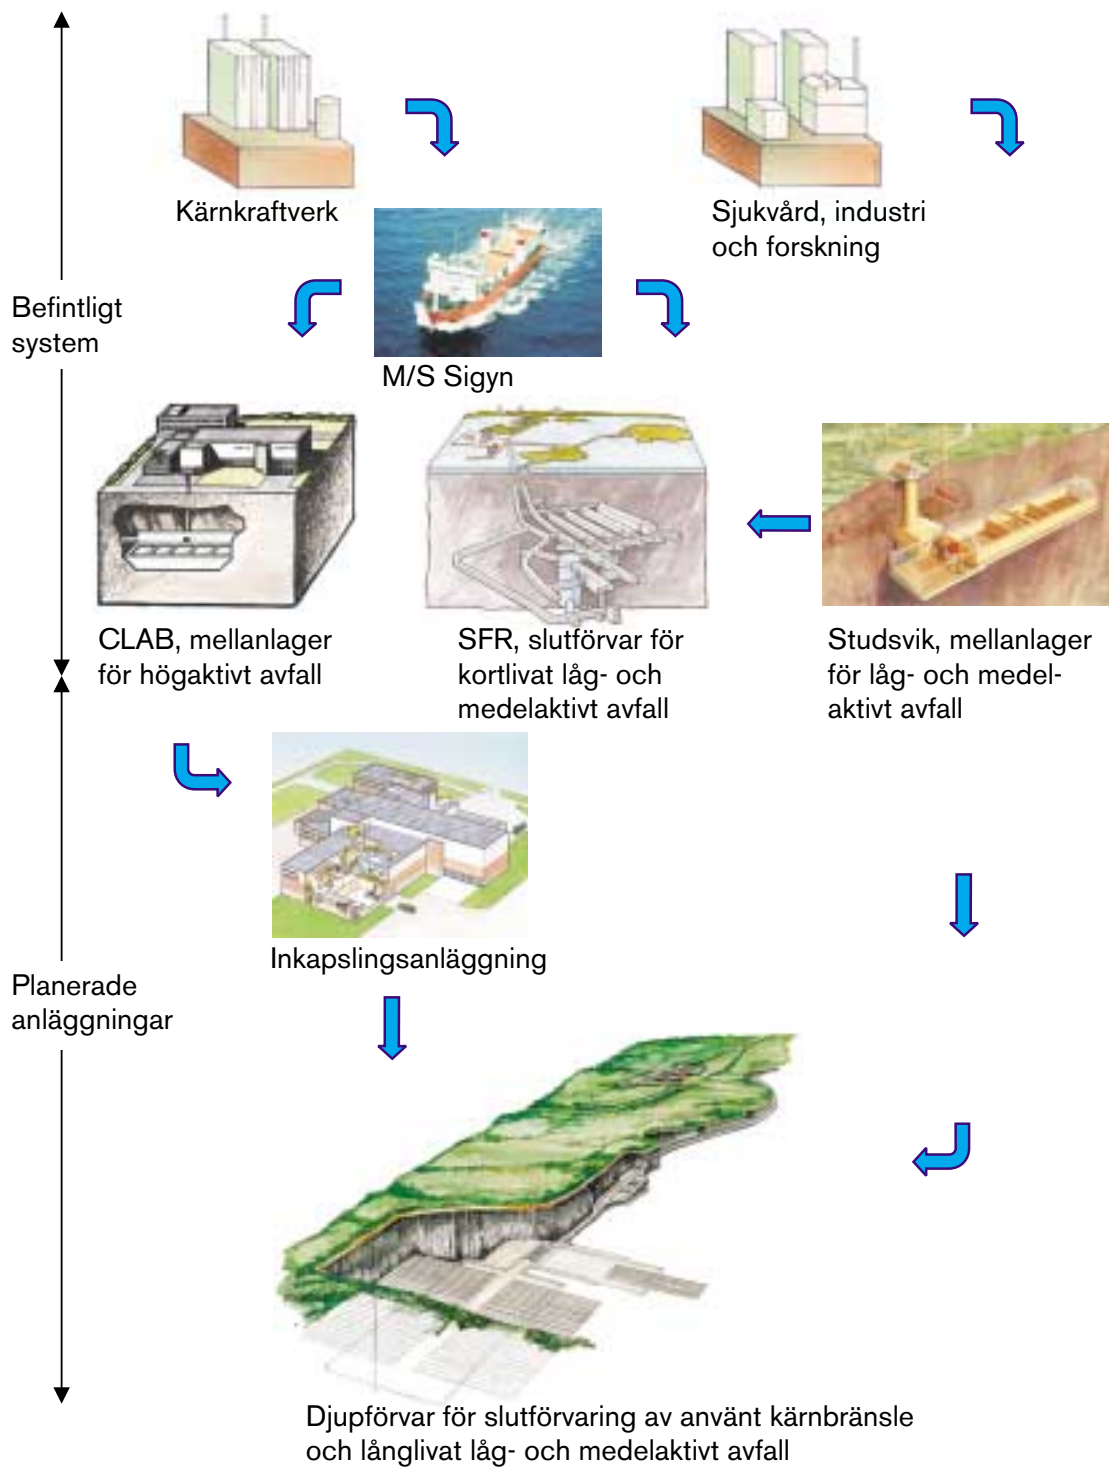 Kärnkraftverk
Sjukvård, industri
och forskning
Befintligt
system
M/S Sigyn
CLAB, mellanlager
för högaktivt avfall
SFR, slutförvar för
kortlivat låg- och
medelaktivt avfall
Studsvik, mellanlager
för låg- och medel-
aktivt avfall
Inkapslingsanläggning
Planerade
anläggningar
Djupförvar för slutförvaring av använt kärnbränsle
och långlivat låg- och medelaktivt avfall